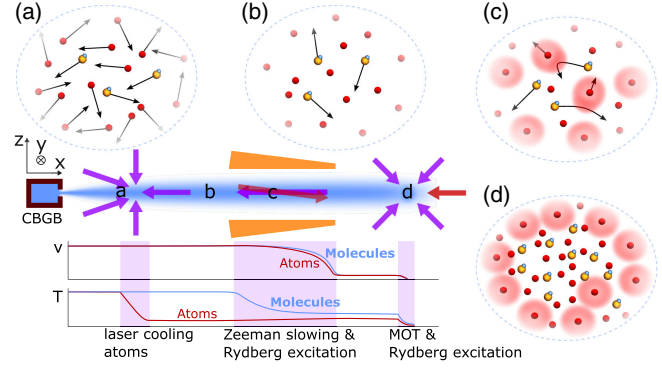 (a)
(b)
(c)
z
y
x
CBGB
a
b
c
d
(d)
v
Molecules
Atoms
T
Molecules
Atoms
laser cooling
atoms
Zeeman slowing &
Rydberg excitation
MOT &
Rydberg excitation